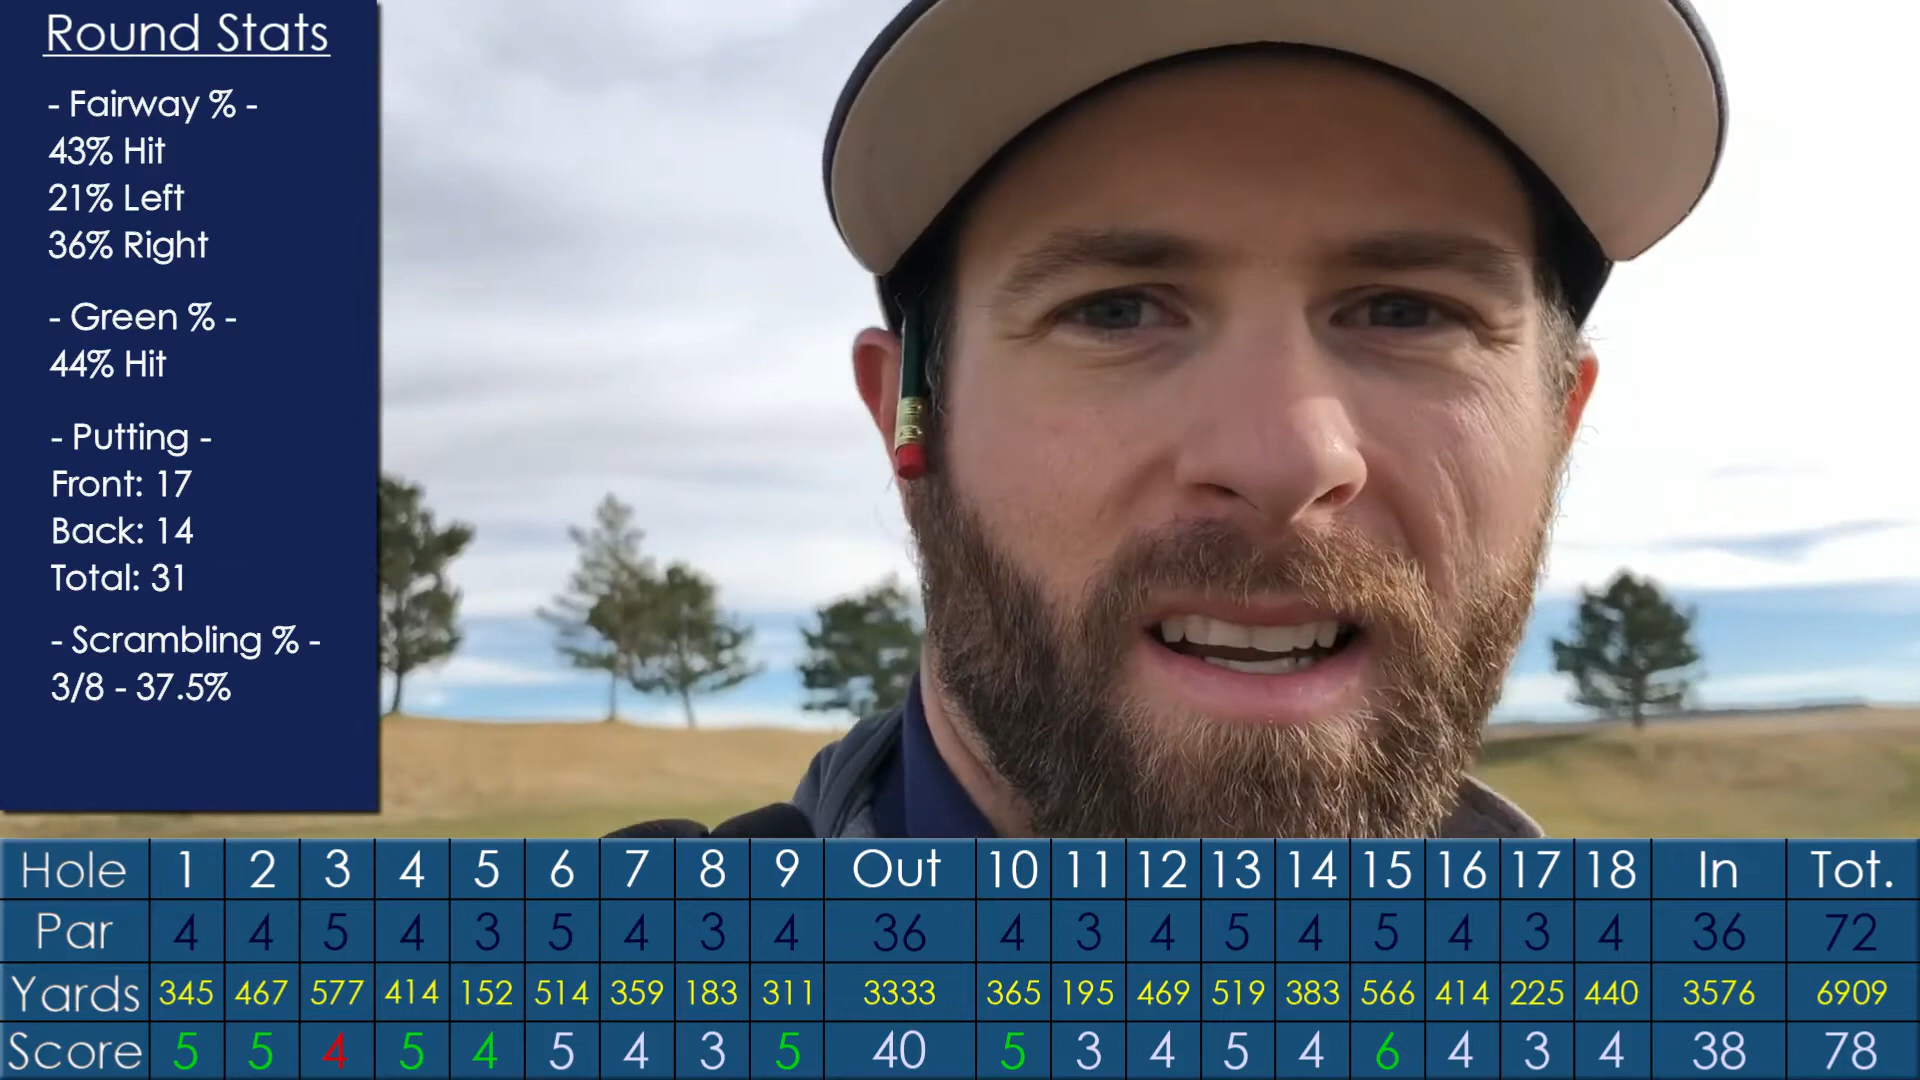 Round Stats
- Fairway % -
43% Hit
21% Left
36% Right
- Green % -
44% Hit
- Putting -
Front: 17
Back: 14
Total: 31
- Scrambling % -
3/8 - 37.5%
Hole 1 2 3 4 5 6 7 8 9 Out 10 11 12 13 14 15 16 17 18 In Tot.
Par 4 4 5 4 3 5 4 3 4 36 4 3 4 5 4 5 4 3 4 36 72
Yards 345 467 577 414 152 514 359 183 311 3333 365 195 469 519 383 566 414 225 440 3576 6909
Score 5 5 4 5 4 5 4 3 5 40 5 3 4 5 4 6 4 3 4 38 78